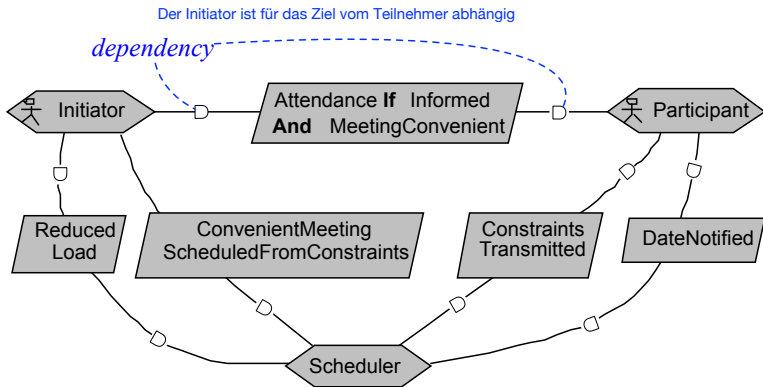 Der Initiator ist für das Ziel vom Teilnehmer abhängig
dependency
Initiator
Attendance If Informed
And MeetingConvenient
Participant
Reduced
Load
ConvenientMeeting
ScheduledFromConstraints
Constraints
Transmitted
DateNotified
Scheduler